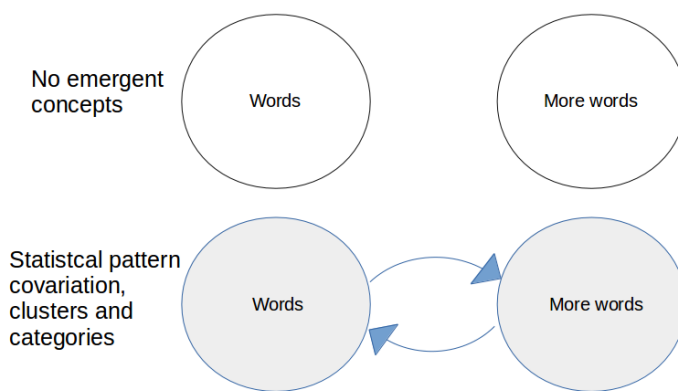 No emergent
concepts
Words
More words
Statistcal pattern
covariation,
clusters and
categories
Words
More words